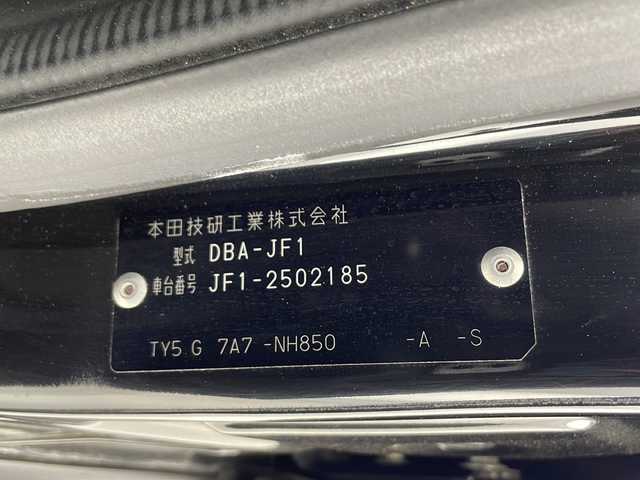 本田技研工業株式会社
型式 DBA-JF1
車台番号 JF1-2502185
TY5 G 7A7 -NH850 -A -S